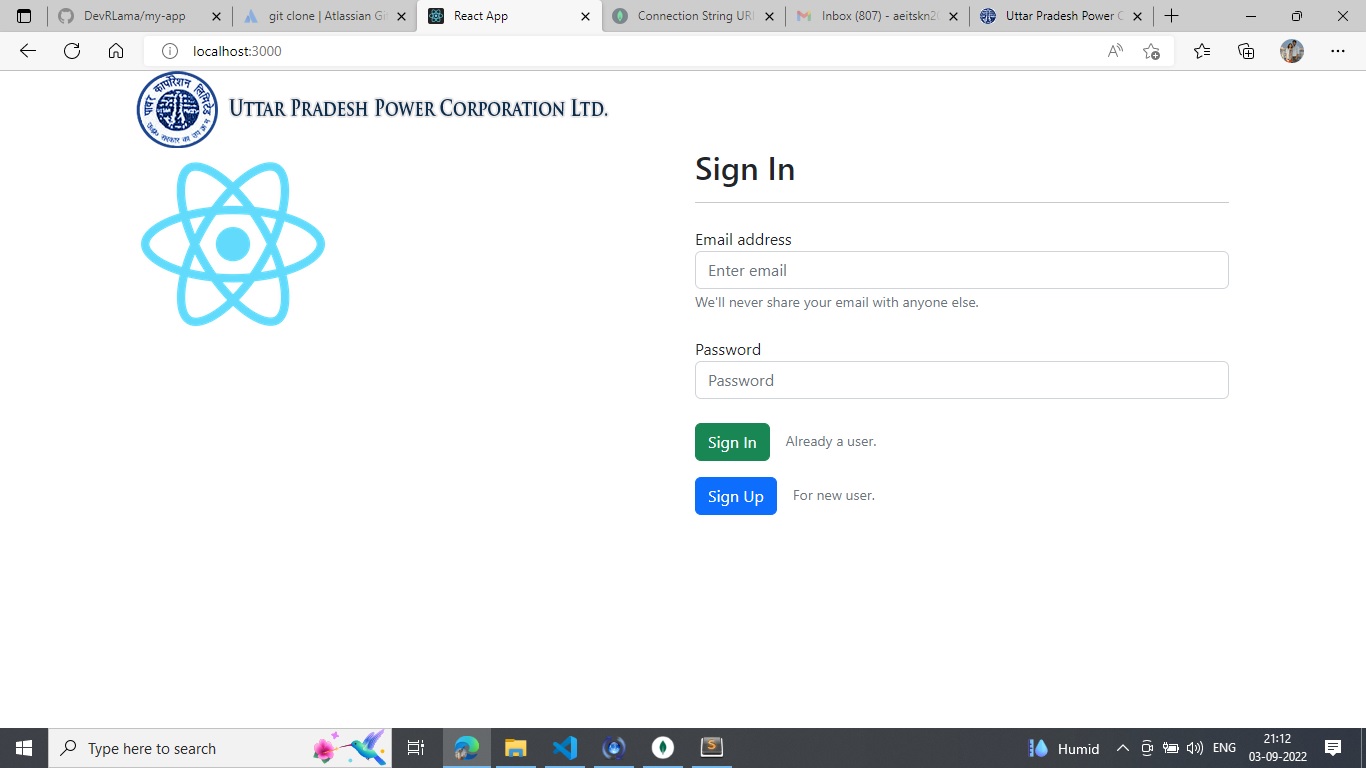 DevRLama/my-app
git clone | Atlassian Gi
React App
Connection String URI
Inbox (807) - aeitskn20
Uttar Pradesh Power C
localhost:3000
UTTAR PRADESH POWER CORPORATION LTD.
Sign In
Email address
Enter email
We'll never share your email with anyone else.
Password
Password
Sign In
Already a user.
Sign Up
For new user.
Type here to search
Humid
ENG
21:12
03-09-2022